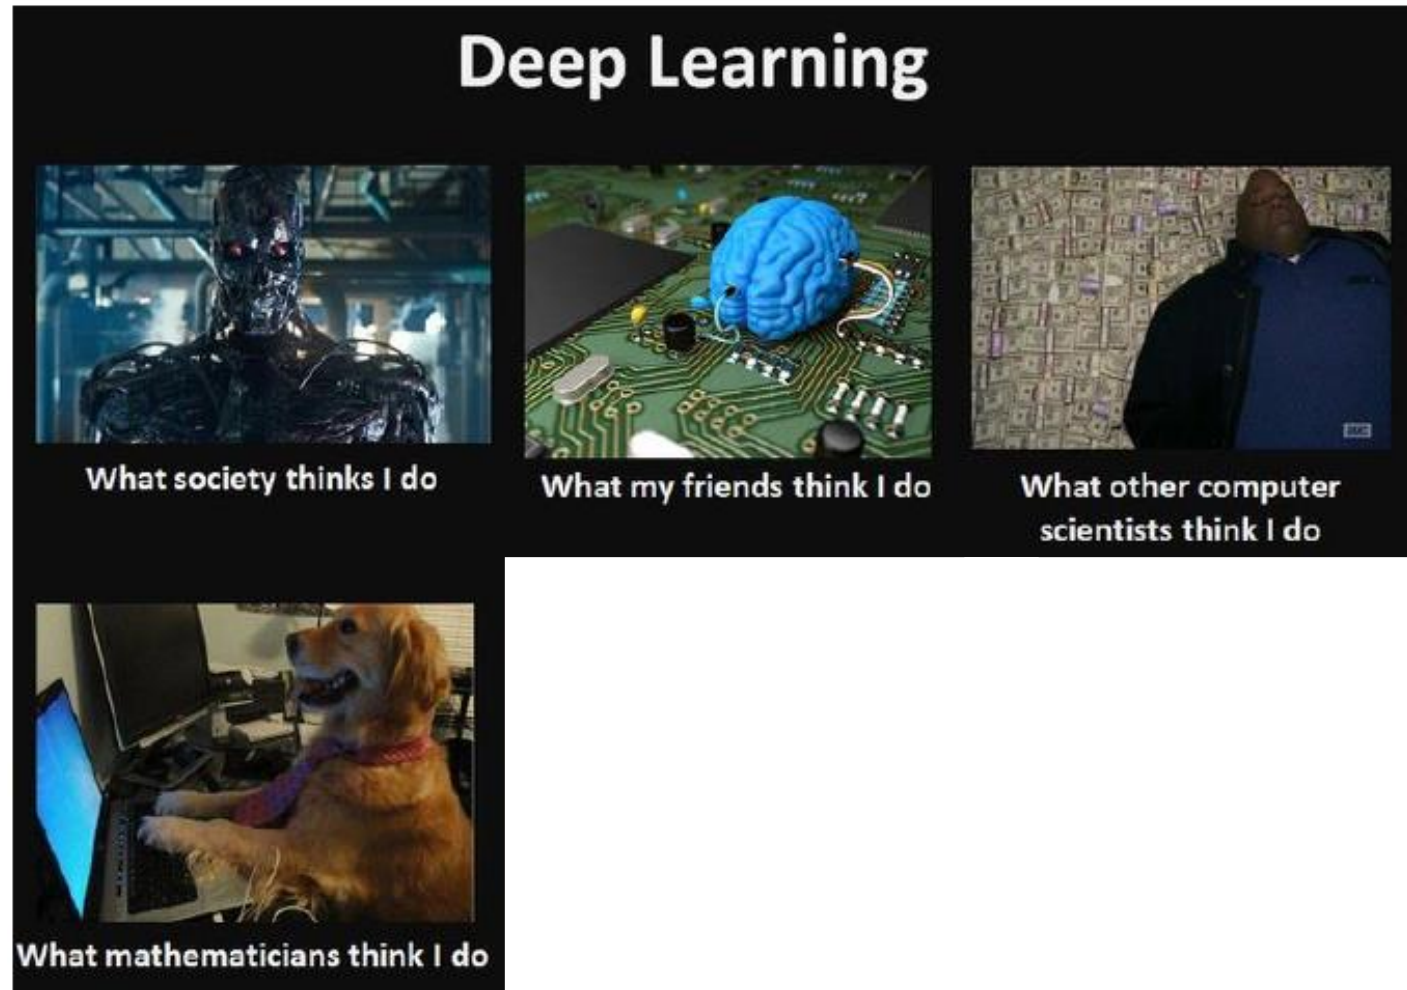 Deep Learning
What society thinks I do
What my friends think I do
What other computer
scientists think I do
What mathematicians think I do